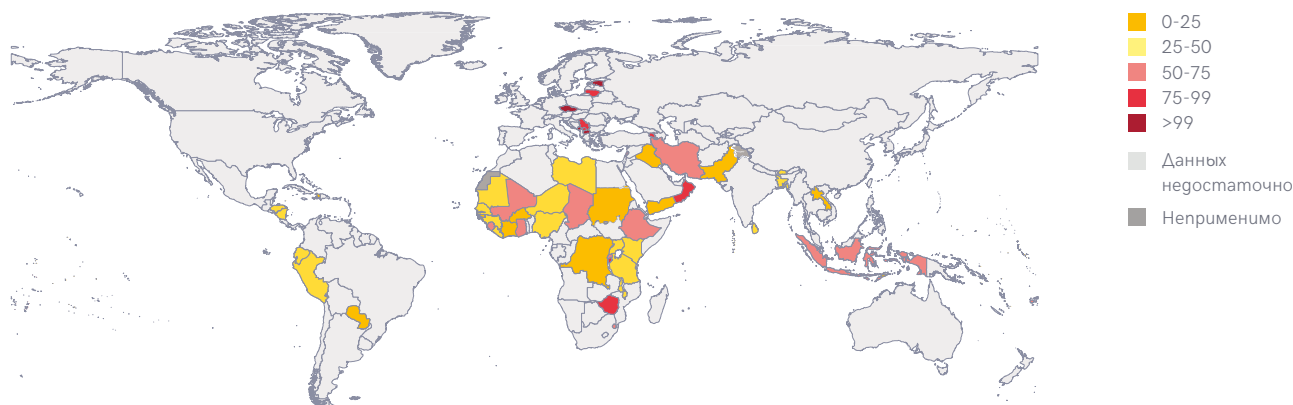 0-25
25-50
50-75
75-99
>99
Данных
недостаточно
Неприменимо